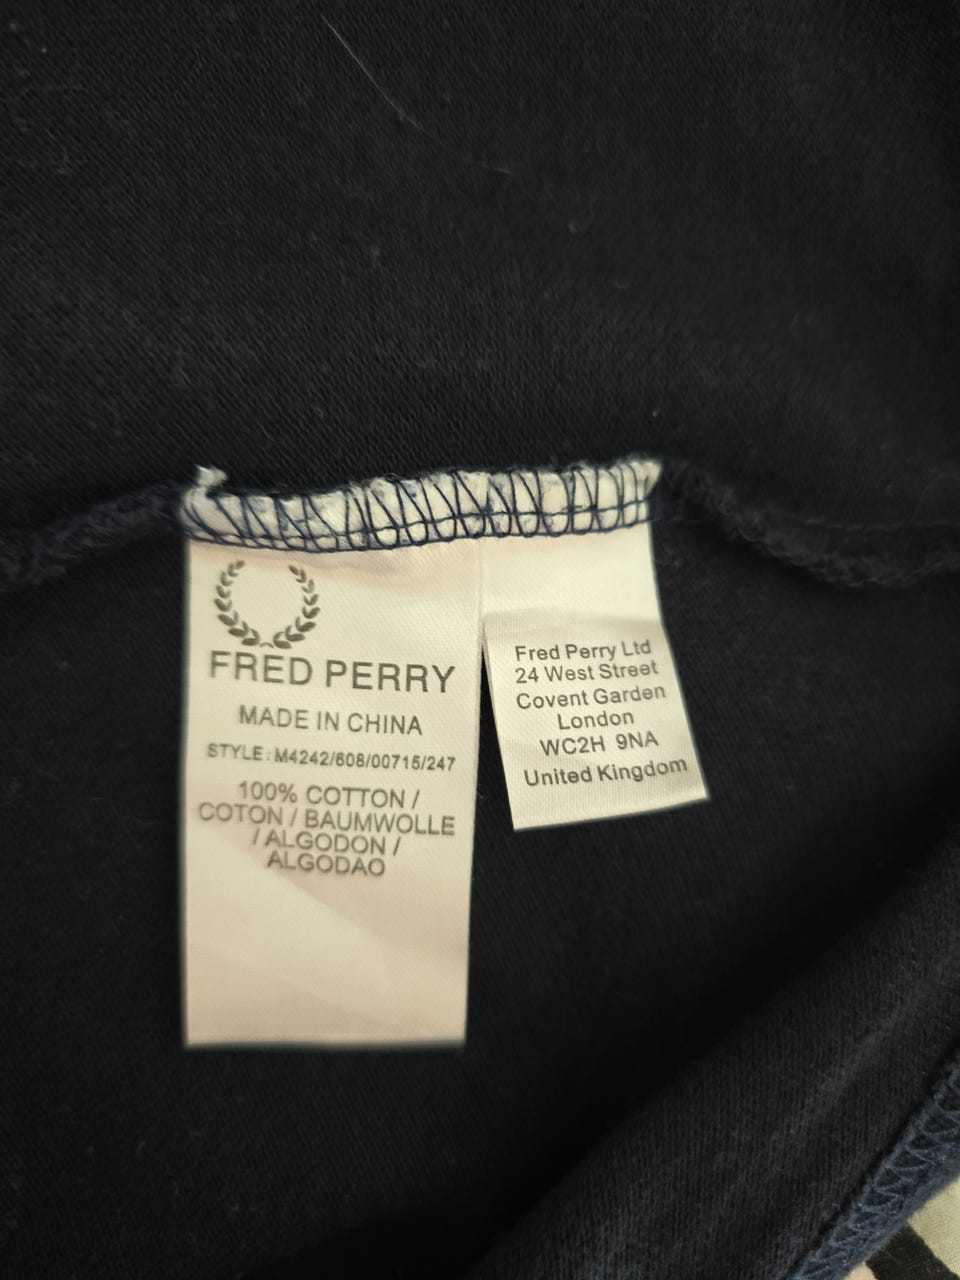 FRED PERRY
MADE IN CHINA
STYLE: M4242/608/00715/247
100% COTTON /
COTON / BAUMWOLLE
/ ALGODON /
ALGODAO
Fred Perry Ltd
24 West Street
Covent Garden
London
WC2H 9NA
United Kingdom